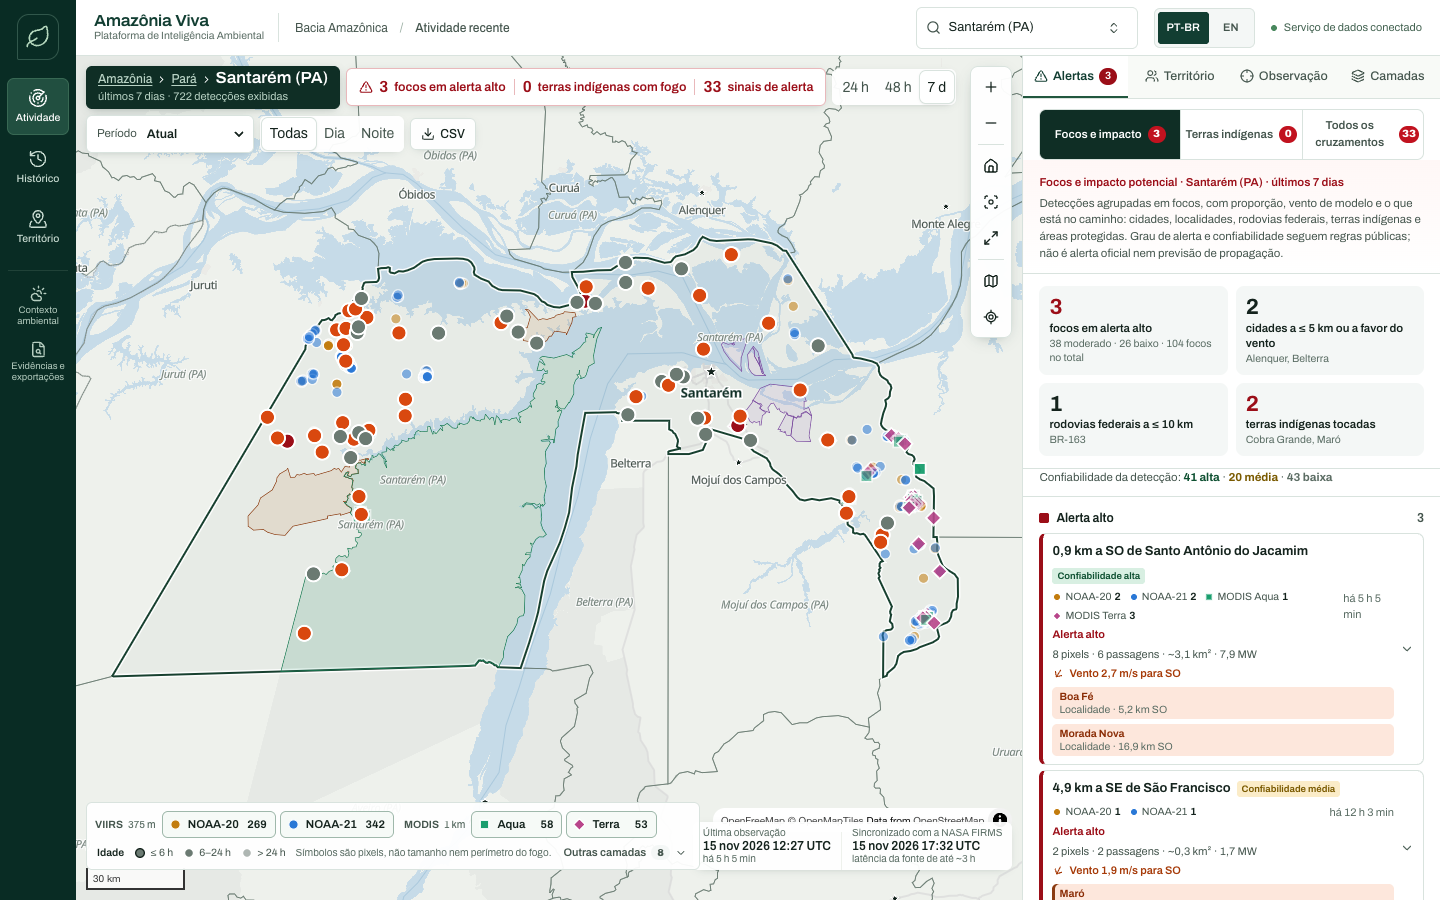 Amazônia Viva
Plataforma de Inteligência Ambiental
Bacia Amazônica / Atividade recente
Santarém (PA)
PT-BR EN
Serviço de dados conectado
Atividade
Histórico
Território
Contexto
ambiental
Evidências e
exportações
Amazônia › Pará › Santarém (PA)
últimos 7 dias · 722 detecções exibidas
3 focos em alerta alto
0 terras indígenas com fogo
33 sinais de alerta
24 h 48 h 7 d
Período Atual
Todas Dia Noite
CSV
Óbidos (PA)
Óbidos
Curuá
Curuá (PA)
Alenquer
Monte Aleg
ta (PA)
nta
Juruti
Juruti (PA)
Santarém (PA)
Santarém
Belterra
Mojuí dos Campos
Santarém (PA)
Santarém (PA)
Belterra (PA)
Mojuí dos Campos (PA)
Uruará
(PA
VIIRS 375 m
NOAA-20 269
NOAA-21 342
MODIS 1 km
Aqua 58
Terra 53
Idade ≤ 6 h 6–24 h > 24 h Símbolos são pixels, não tamanho nem perímetro do fogo.
Outras camadas 8
30 km
OpenFreeMap © OpenMapTiles Data from OpenStreetMap
Última observação
15 nov 2026 12:27 UTC
há 5 h 5 min
Sincronizado com a NASA FIRMS
15 nov 2026 17:32 UTC
latência da fonte de até ~3 h
Alertas 3
Território
Observação
Camadas
Focos e impacto 3
Terras indígenas 0
Todos os
cruzamentos 33
Focos e impacto potencial · Santarém (PA) · últimos 7 dias
Detecções agrupadas em focos, com proporção, vento de modelo e o que
está no caminho: cidades, localidades, rodovias federais, terras indígenas e
áreas protegidas. Grau de alerta e confiabilidade seguem regras públicas;
não é alerta oficial nem previsão de propagação.
3
focos em alerta alto
38 moderado · 26 baixo · 104 focos
no total
2
cidades a ≤ 5 km ou a favor do
vento
Alenquer, Belterra
1
rodovias federais a ≤ 10 km
BR-163
2
terras indígenas tocadas
Cobra Grande, Maró
Confiabilidade da detecção: 41 alta · 20 média · 43 baixa
Alerta alto 3
0,9 km a SO de Santo Antônio do Jacamim
Confiabilidade alta
NOAA-20 2 NOAA-21 2 MODIS Aqua 1
MODIS Terra 3
há 5 h 5
min
Alerta alto
8 pixels · 6 passagens · ~3,1 km² · 7,9 MW
Vento 2,7 m/s para SO
Boa Fé
Localidade · 5,2 km SO
Morada Nova
Localidade · 16,9 km SO
4,9 km a SE de São Francisco
Confiabilidade média
NOAA-20 1 NOAA-21 1
há 12 h 3 min
Alerta alto
2 pixels · 2 passagens · ~0,3 km² · 1,7 MW
Vento 1,9 m/s para SO
Maró